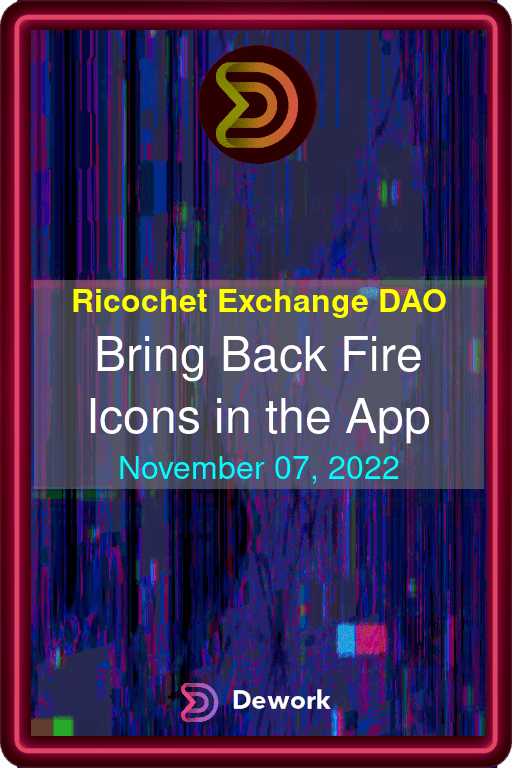 Ricochet Exchange DAO
Bring Back Fire
Icons in the App
November 07, 2022
Dework